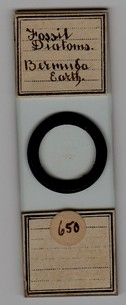 Fossil
Diatoms.
Bermuda
Earth.
650